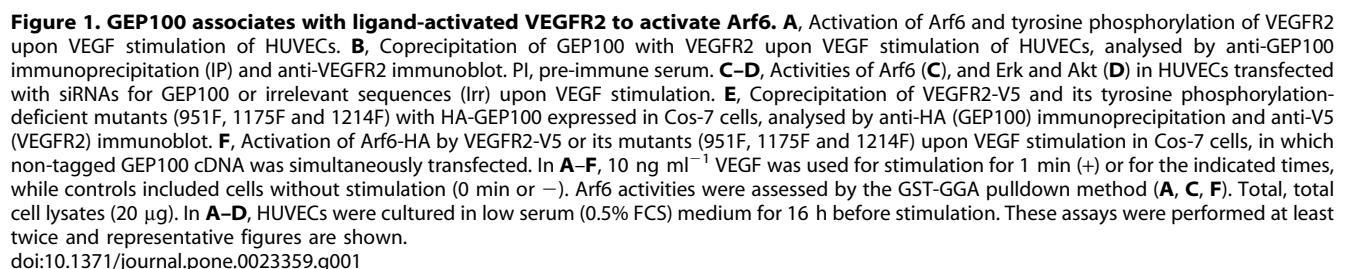 Figure 1. GEP100 associates with ligand-activated VEGFR2 to activate Arf6. A, Activation of Arf6 and tyrosine phosphorylation of VEGFR2
upon VEGF stimulation of HUVECs. B, Coprecipitation of GEP100 with VEGFR2 upon VEGF stimulation of HUVECs, analysed by anti-GEP100
immunoprecipitation (IP) and anti-VEGFR2 immunoblot. PI, pre-immune serum. C–D, Activities of Arf6 (C), and Erk and Akt (D) in HUVECs transfected
with siRNAs for GEP100 or irrelevant sequences (Irr) upon VEGF stimulation. E, Coprecipitation of VEGFR2-V5 and its tyrosine phosphorylation-
deficient mutants (951F, 1175F and 1214F) with HA-GEP100 expressed in Cos-7 cells, analysed by anti-HA (GEP100) immunoprecipitation and anti-V5
(VEGFR2) immunoblot. F, Activation of Arf6-HA by VEGFR2-V5 or its mutants (951F, 1175F and 1214F) upon VEGF stimulation in Cos-7 cells, in which
non-tagged GEP100 cDNA was simultaneously transfected. In A–F, 10 ng ml⁻¹ VEGF was used for stimulation for 1 min (+) or for the indicated times,
while controls included cells without stimulation (0 min or −). Arf6 activities were assessed by the GST-GGA pulldown method (A, C, F). Total, total
cell lysates (20 μg). In A–D, HUVECs were cultured in low serum (0.5% FCS) medium for 16 h before stimulation. These assays were performed at least
twice and representative figures are shown.
doi:10.1371/journal.pone.0023359.g001